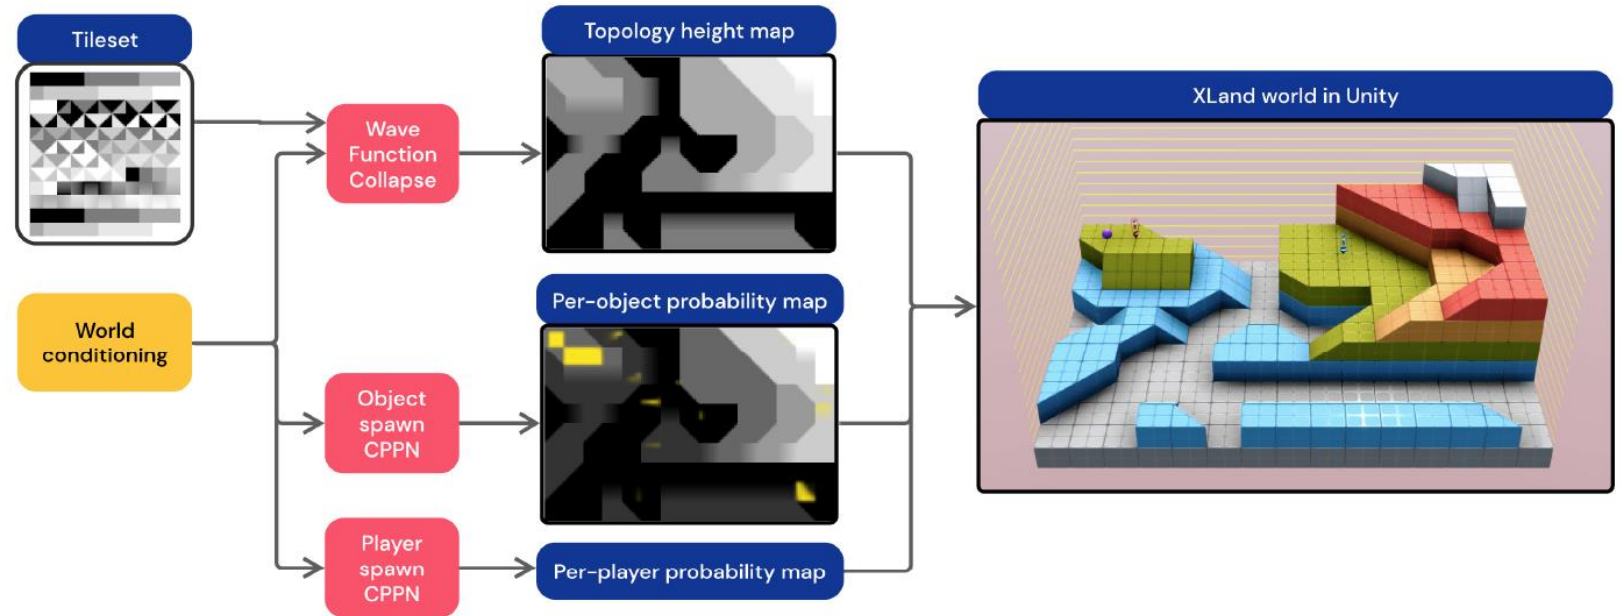 Tileset
Topology height map
XLand world in Unity
Wave
Function
Collapse
World
conditioning
Per-object probability map
Object
spawn
CPPN
Player
spawn
CPPN
Per-player probability map